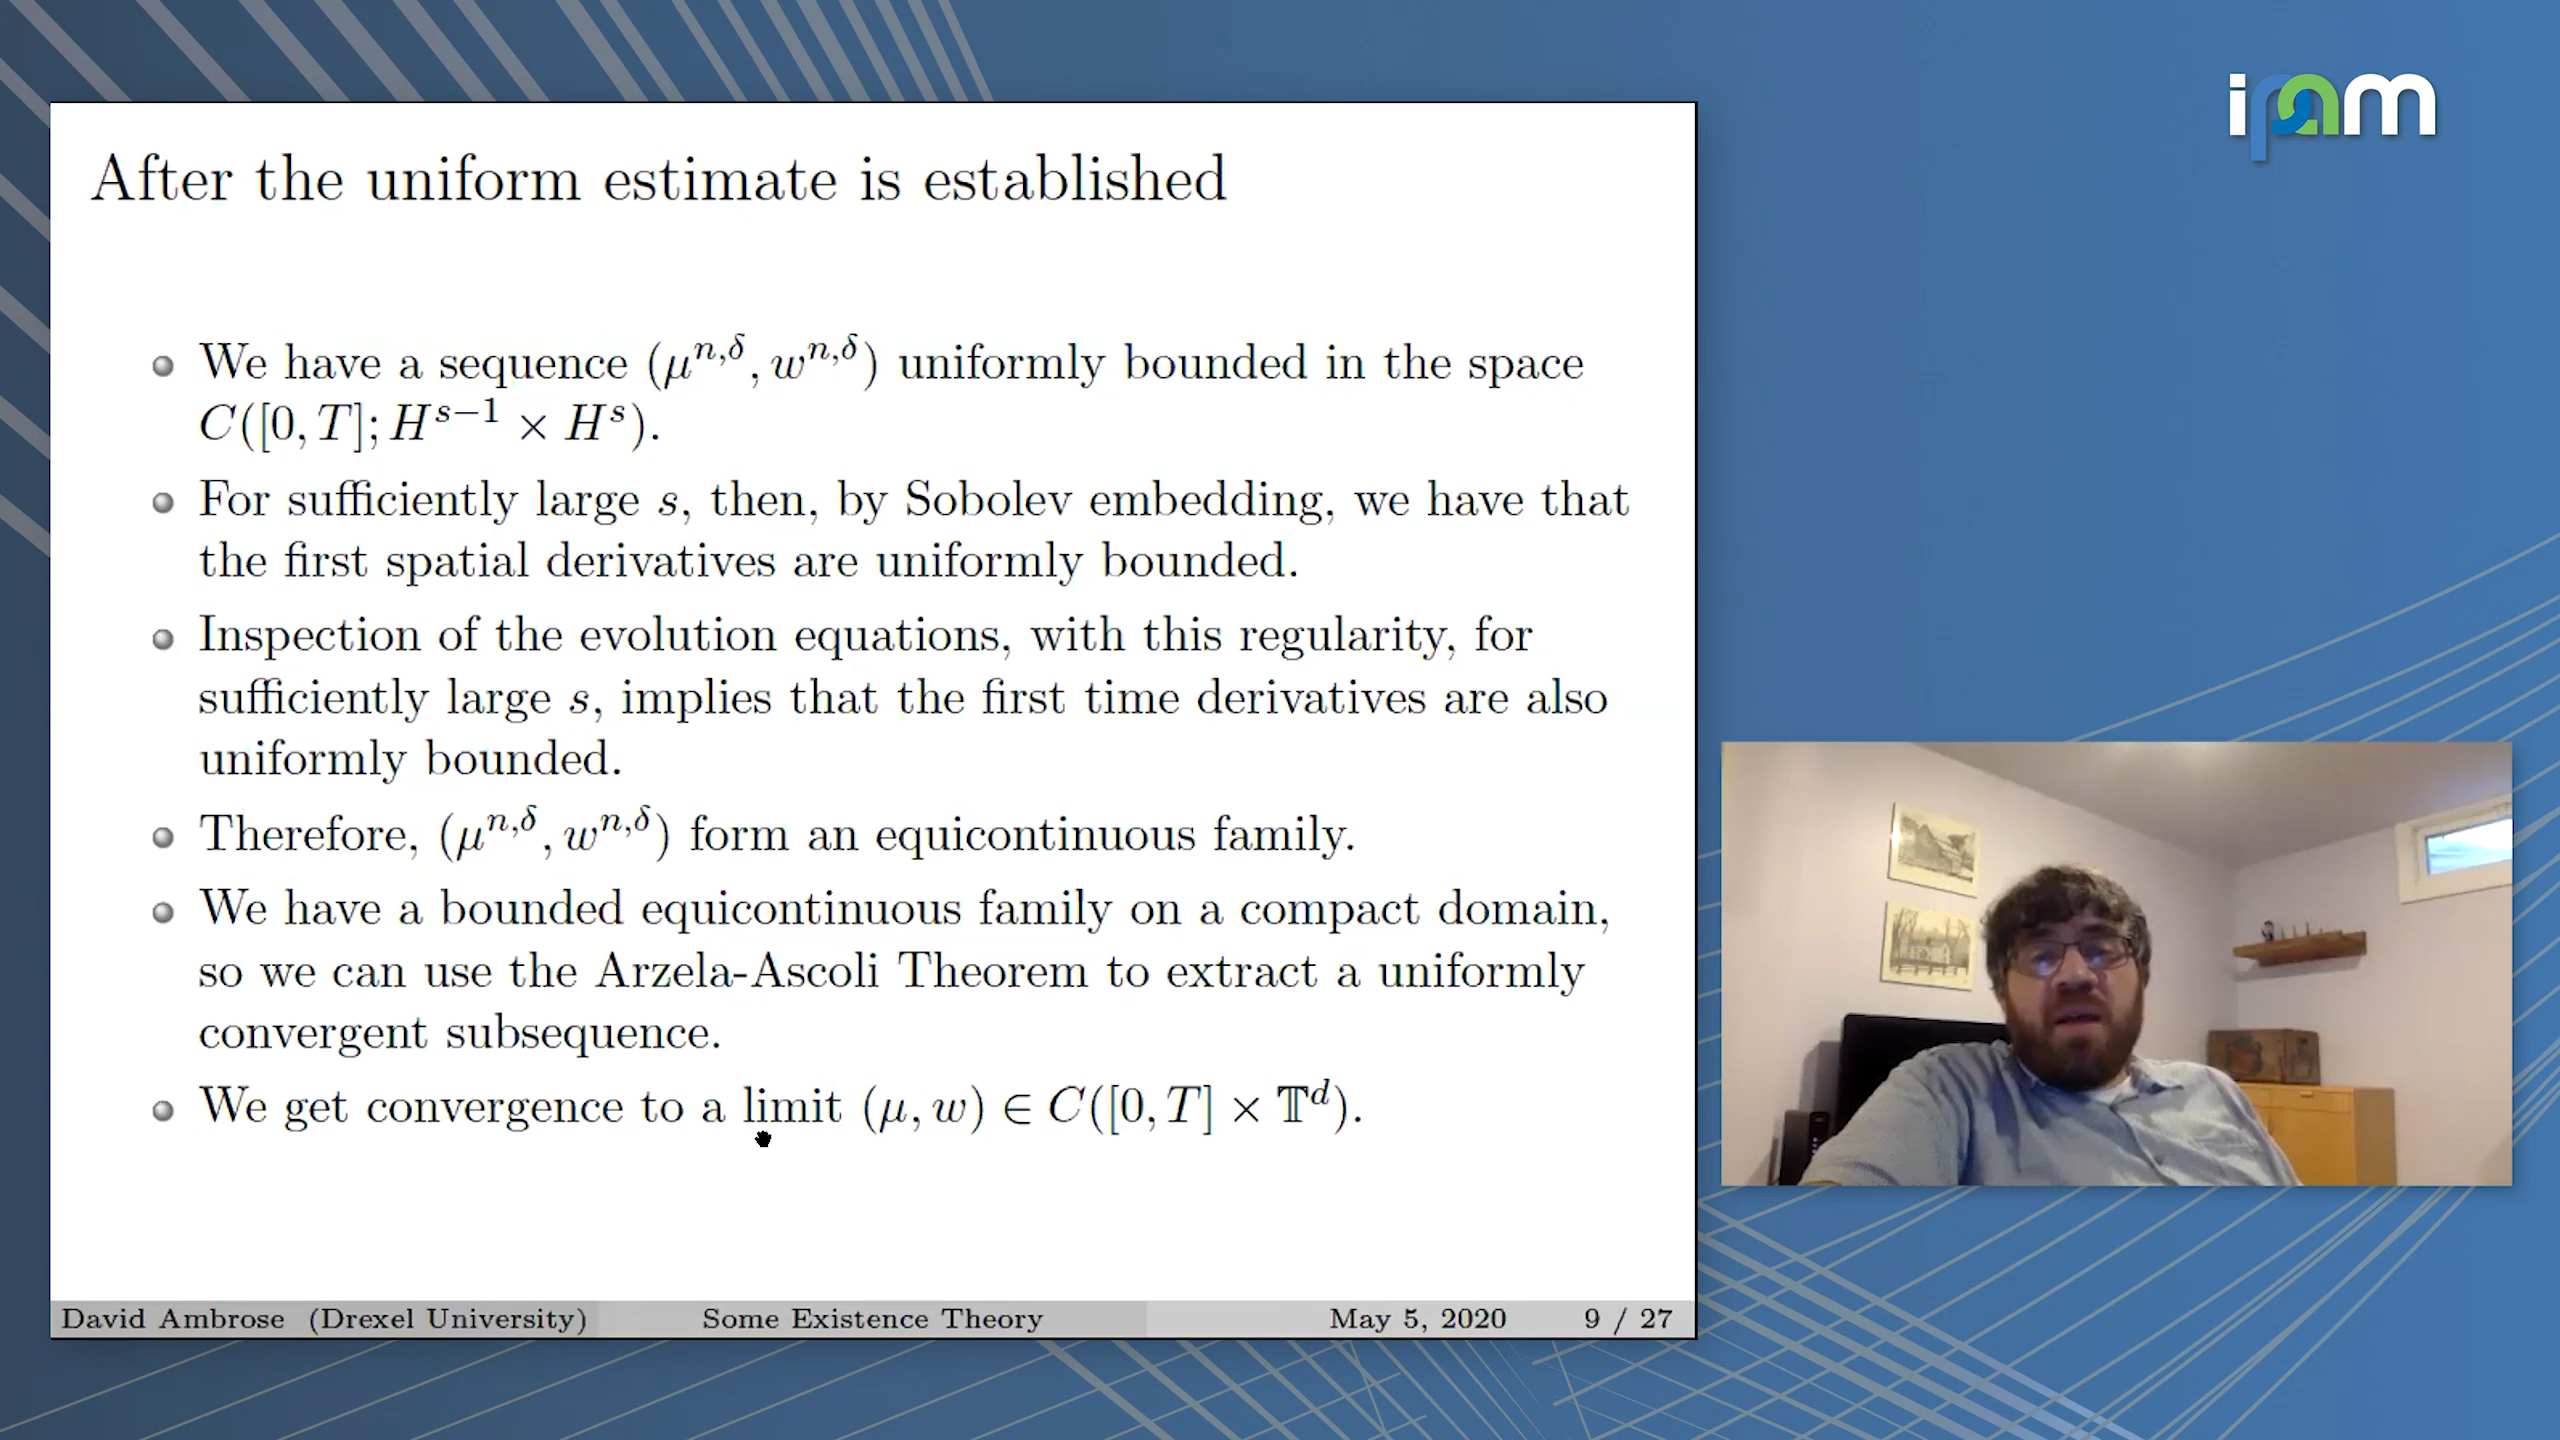 ipam
After the uniform estimate is established
We have a sequence (μ^{n,δ}, w^{n,δ}) uniformly bounded in the space
C([0, T]; H^{s−1} × H^s).
For sufficiently large s, then, by Sobolev embedding, we have that
the first spatial derivatives are uniformly bounded.
Inspection of the evolution equations, with this regularity, for
sufficiently large s, implies that the first time derivatives are also
uniformly bounded.
Therefore, (μ^{n,δ}, w^{n,δ}) form an equicontinuous family.
We have a bounded equicontinuous family on a compact domain,
so we can use the Arzela-Ascoli Theorem to extract a uniformly
convergent subsequence.
We get convergence to a limit (μ, w) ∈ C([0, T] × 𝕋^d).
David Ambrose (Drexel University) Some Existence Theory May 5, 2020 9 / 27